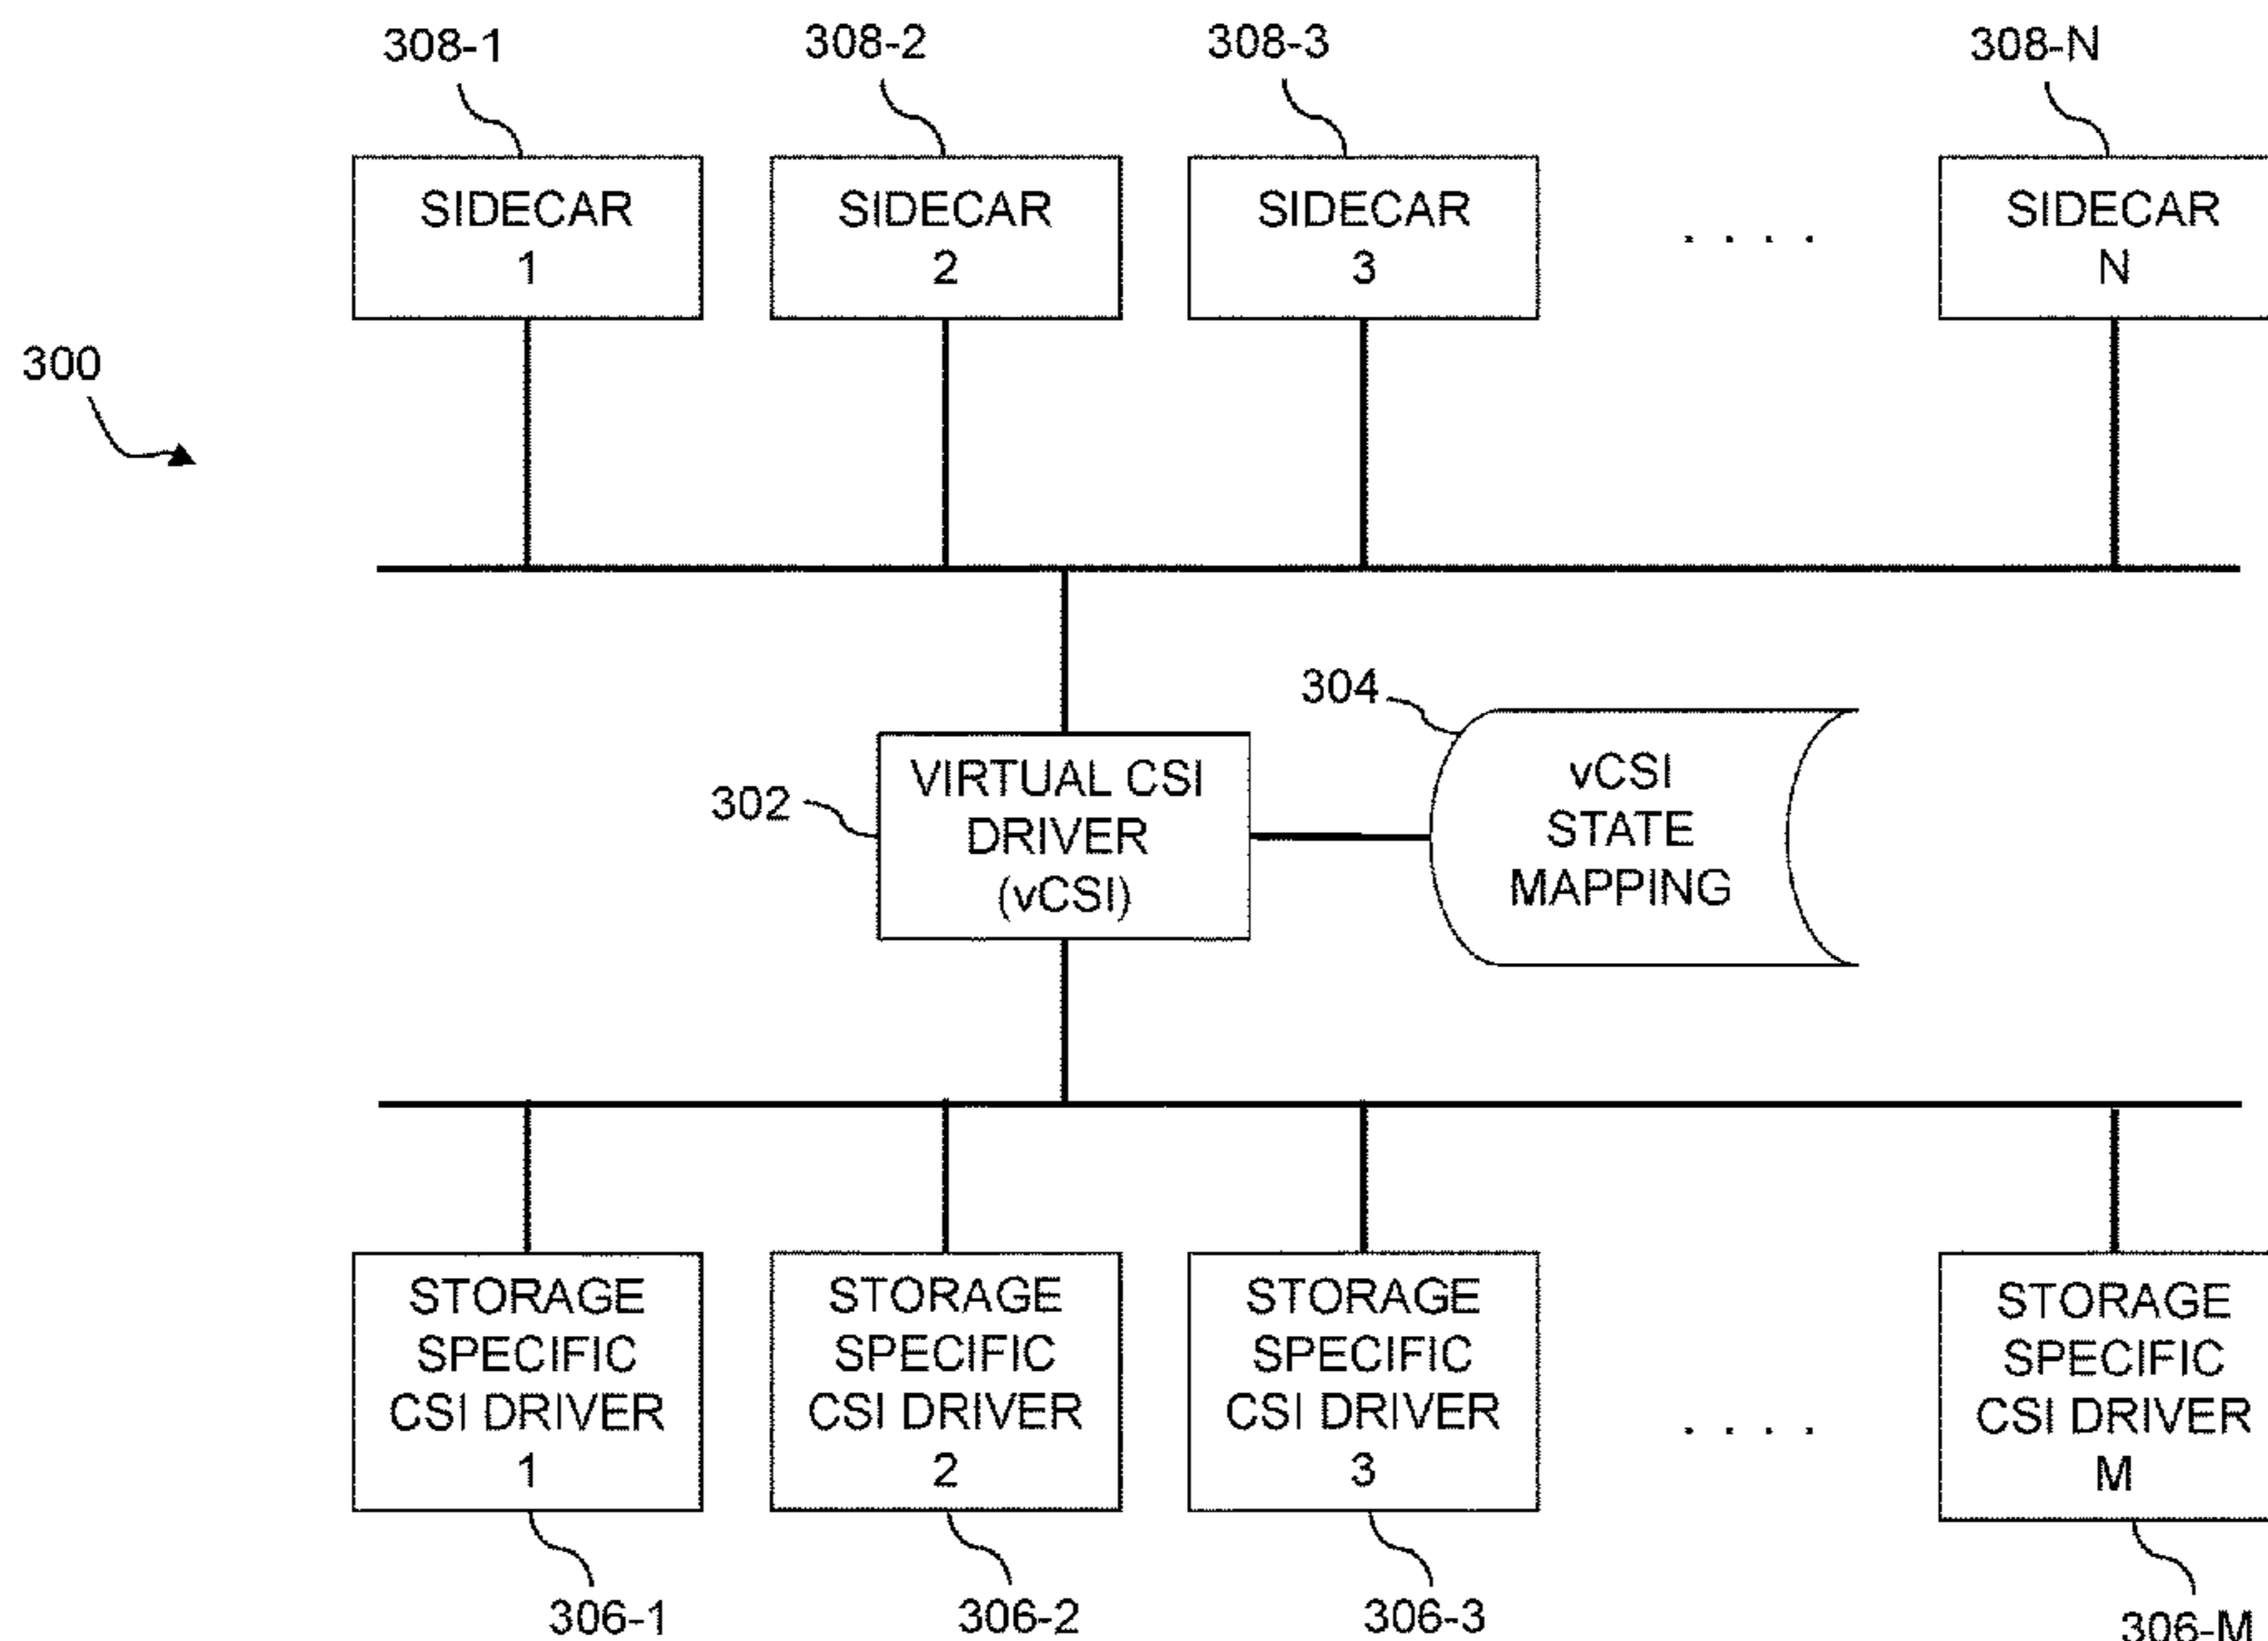 308-1
308-2
308-3
308-N
SIDECAR
1
SIDECAR
2
SIDECAR
3
. . . .
SIDECAR
N
300
304
302
VIRTUAL CSI
DRIVER
(vCSI)
vCSI
STATE
MAPPING
STORAGE
SPECIFIC
CSI DRIVER
1
STORAGE
SPECIFIC
CSI DRIVER
2
STORAGE
SPECIFIC
CSI DRIVER
3
. . . .
STORAGE
SPECIFIC
CSI DRIVER
M
306-1
306-2
306-3
306-M